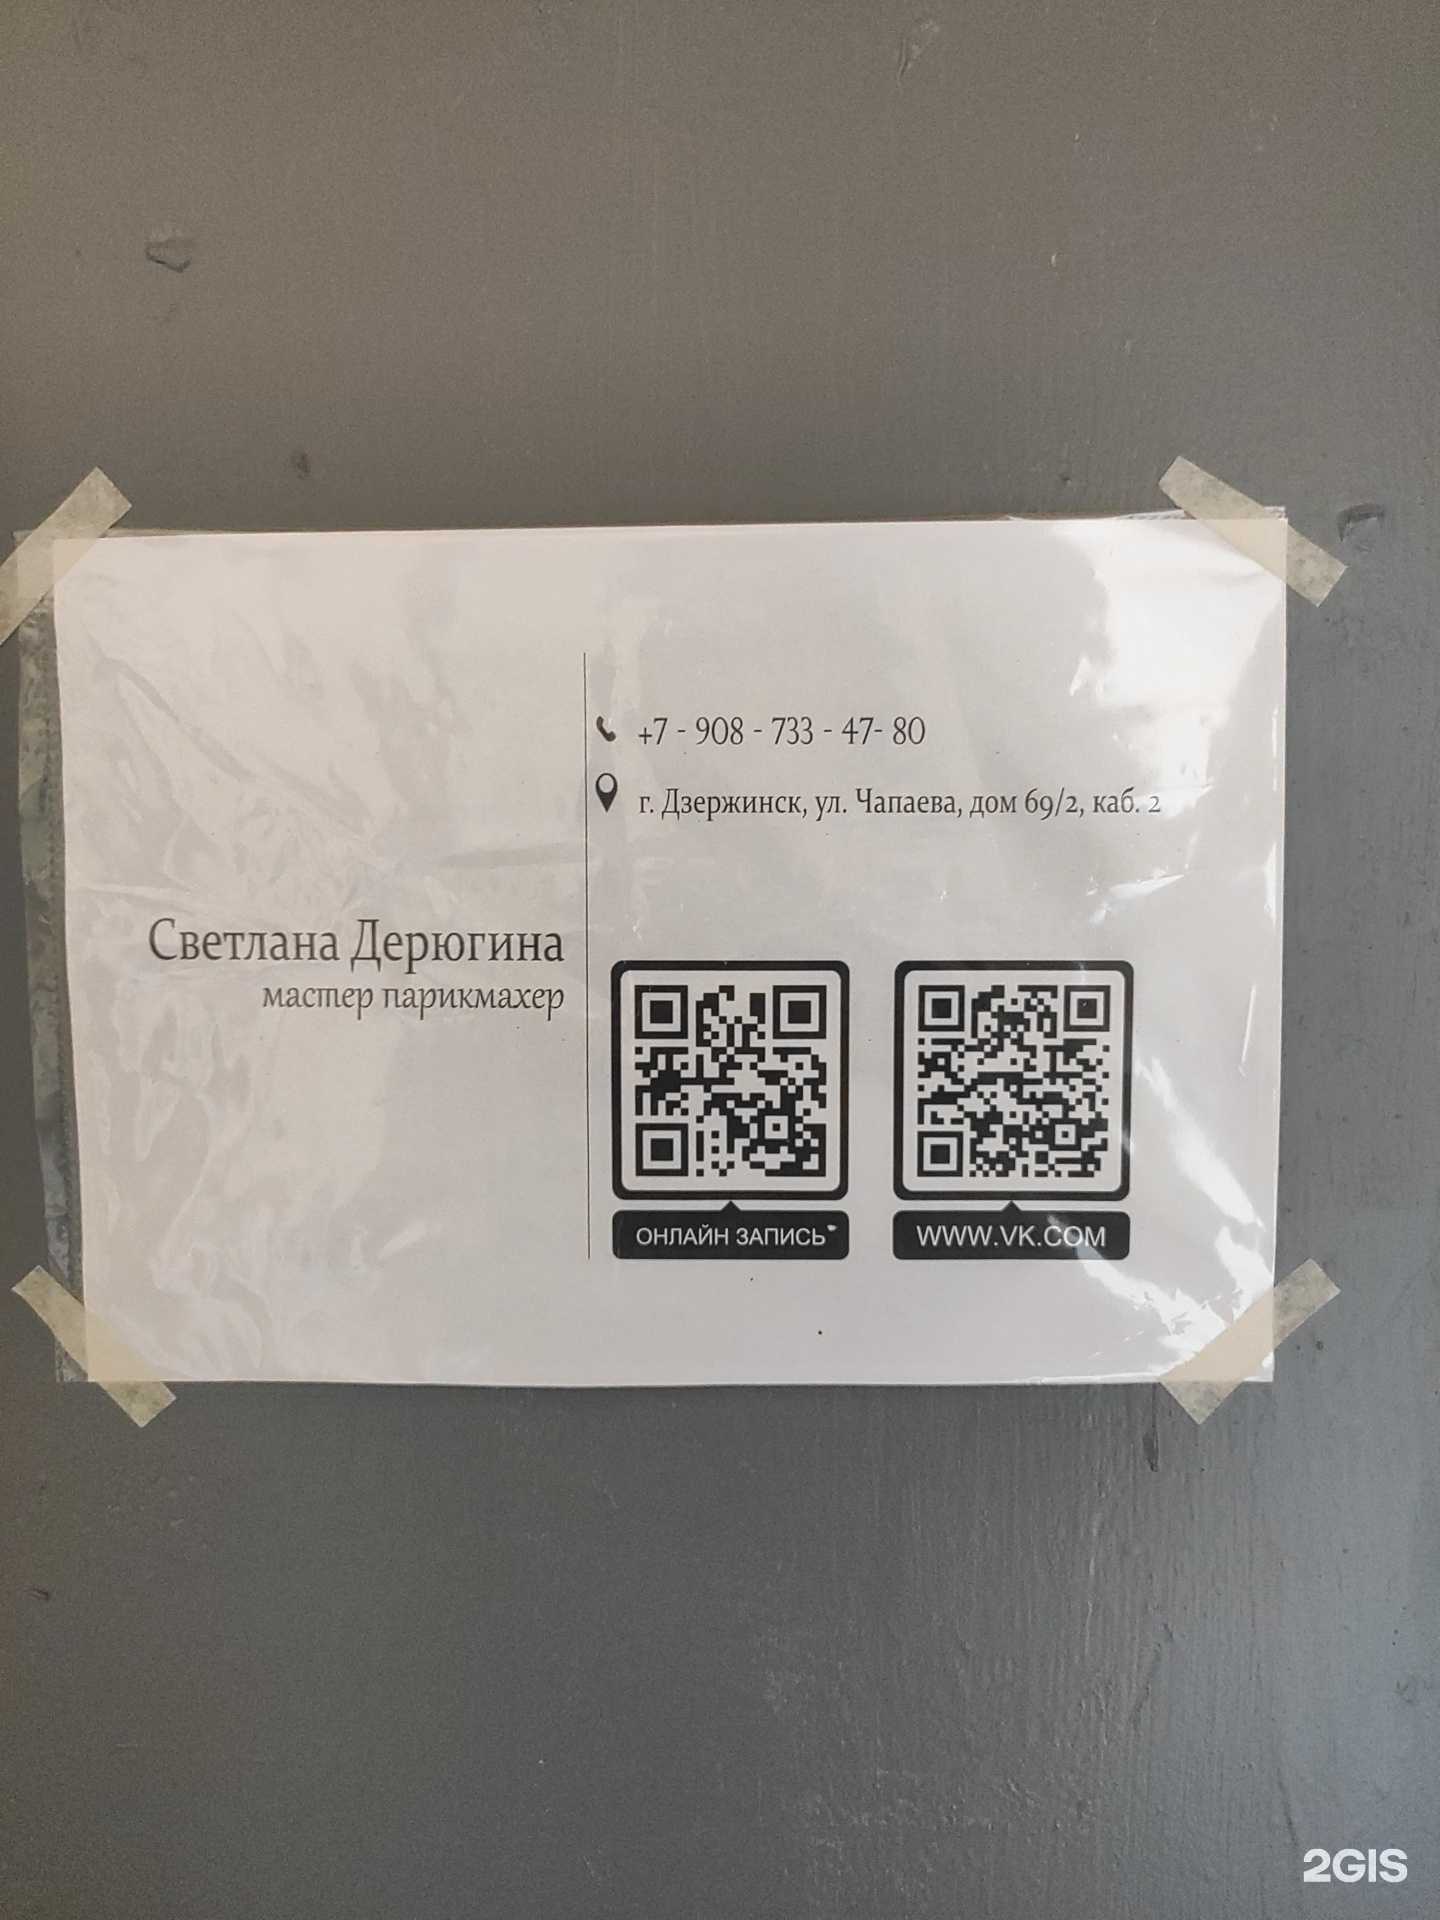 +7 - 908 - 733 - 47- 80
г. Дзержинск, ул. Чапаева, дом 69/2, каб. 2
Светлана Дерюгина
мастер парикмахер
ОНЛАЙН ЗАПИСЬ
WWW.VK.COM
2GIS